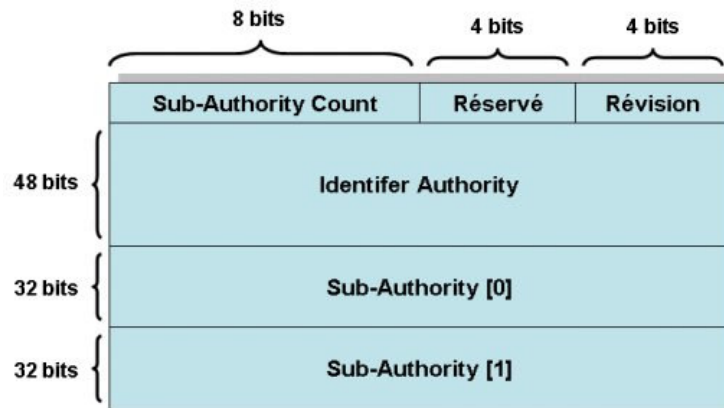 8 bits 4 bits 4 bits
Sub-Authority Count Réservé Révision
48 bits Identifer Authority
32 bits Sub-Authority [0]
32 bits Sub-Authority [1]